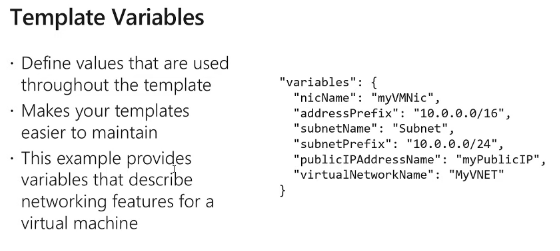 Template Variables
· Define values that are used
throughout the template
· Makes your templates
easier to maintain
· This example provides
variables that describe
networking features for a
virtual machine
"variables": {
"nicName": "myVMNic",
"addressPrefix": "10.0.0.0/16",
"subnetName": "Subnet",
"subnetPrefix": "10.0.0.0/24",
"publicIPAddressName": "myPublicIP",
"virtualNetworkName": "MyVNET"
}